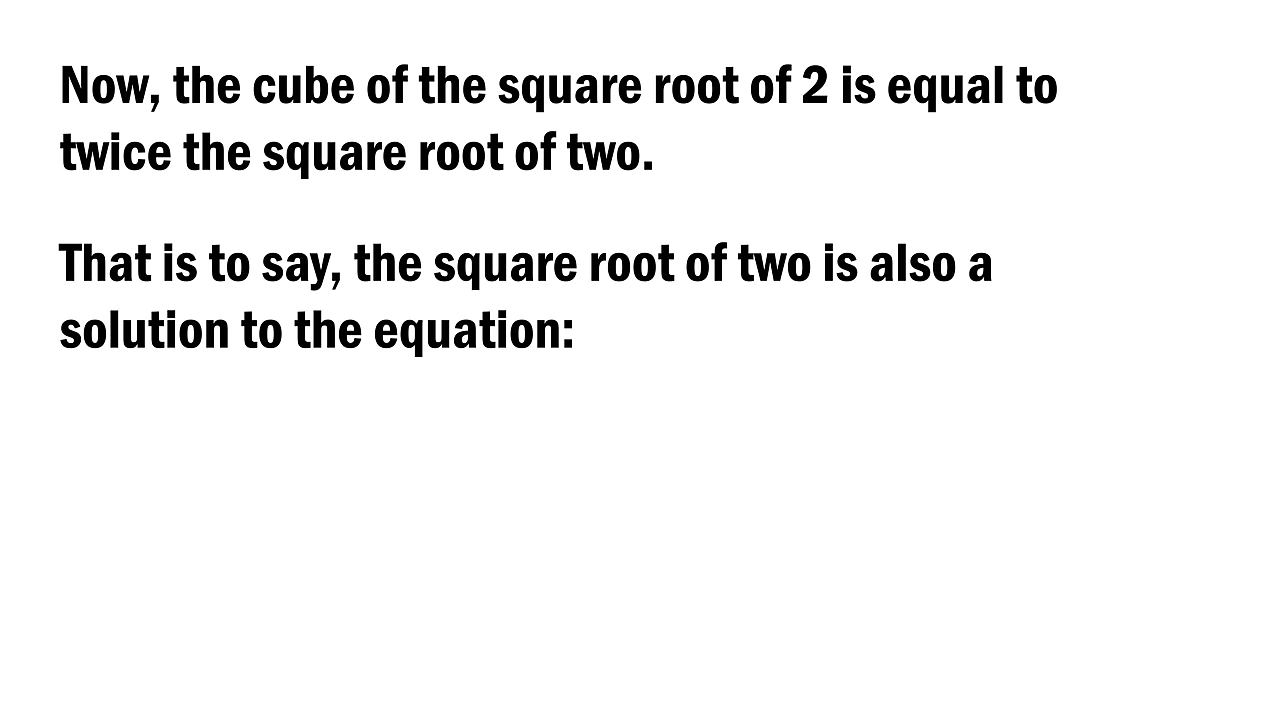 Now, the cube of the square root of 2 is equal to
twice the square root of two.
That is to say, the square root of two is also a
solution to the equation: